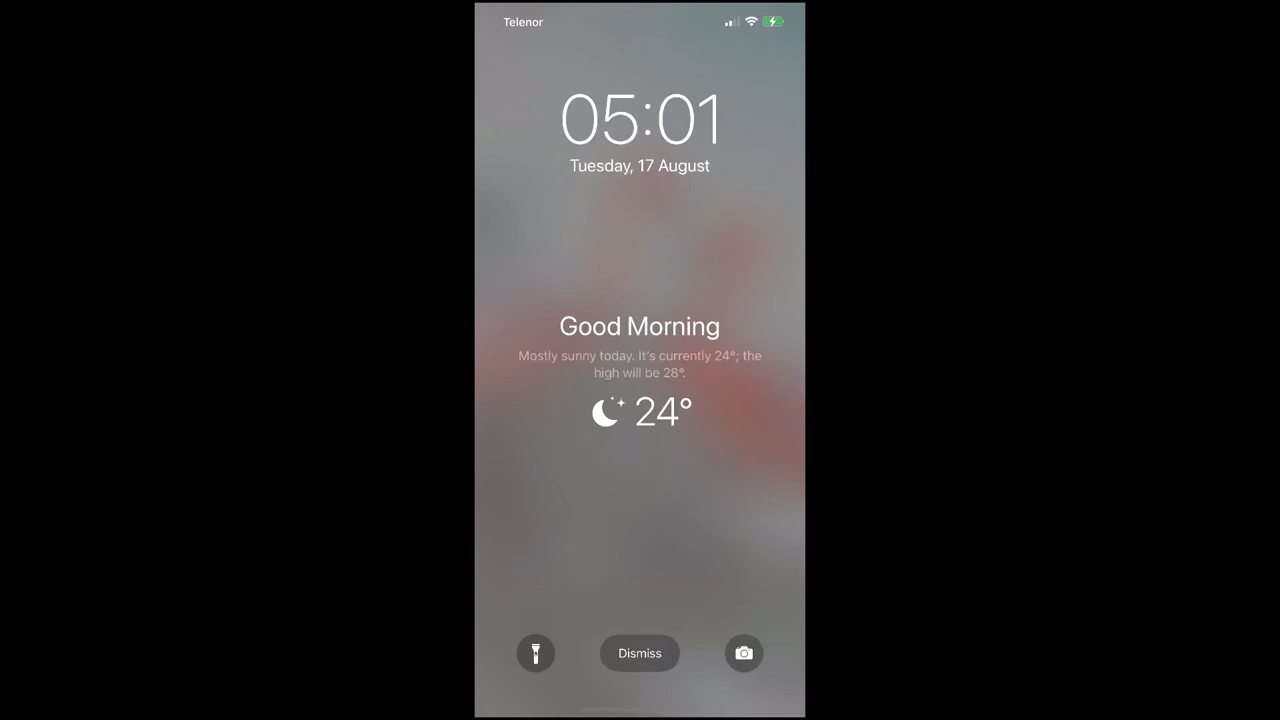 Telenor
05:01
Tuesday, 17 August
Good Morning
Mostly sunny today. It's currently 24°; the
high will be 28°.
24°
Dismiss